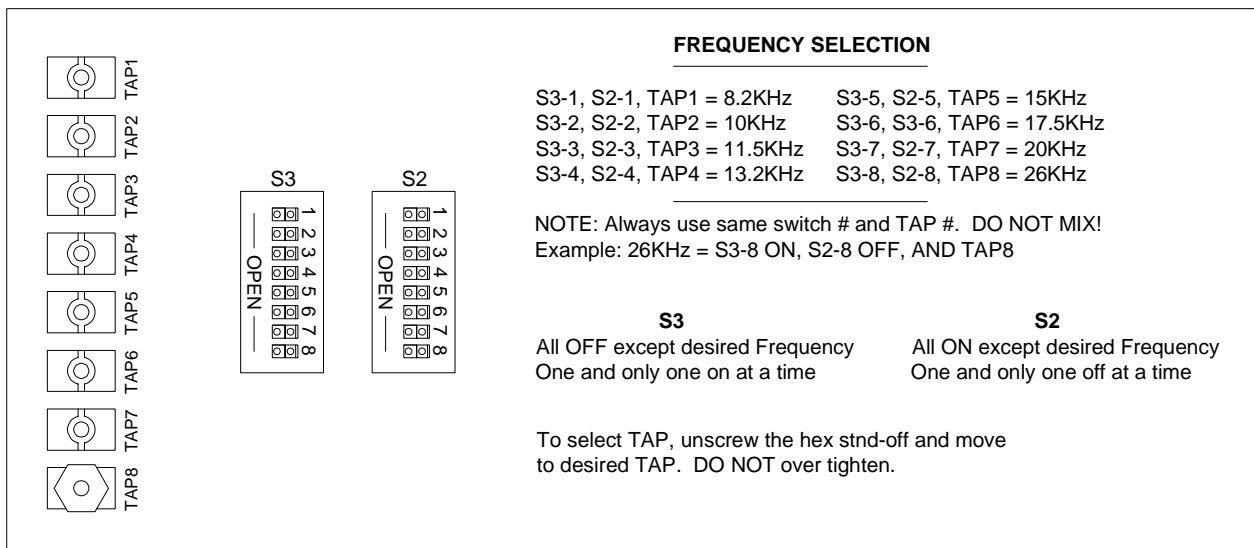 TAP1
TAP2
TAP3
TAP4
TAP5
TAP6
TAP7
TAP8
S3
1
2
3
4
5
6
7
8
OPEN
S2
1
2
3
4
5
6
7
8
OPEN
FREQUENCY SELECTION
S3-1, S2-1, TAP1 = 8.2KHz
S3-2, S2-2, TAP2 = 10KHz
S3-3, S2-3, TAP3 = 11.5KHz
S3-4, S2-4, TAP4 = 13.2KHz
S3-5, S2-5, TAP5 = 15KHz
S3-6, S3-6, TAP6 = 17.5KHz
S3-7, S2-7, TAP7 = 20KHz
S3-8, S2-8, TAP8 = 26KHz
NOTE: Always use same switch # and TAP #. DO NOT MIX!
Example: 26KHz = S3-8 ON, S2-8 OFF, AND TAP8
S3
All OFF except desired Frequency
One and only one on at a time
S2
All ON except desired Frequency
One and only one off at a time
To select TAP, unscrew the hex stnd-off and move
to desired TAP. DO NOT over tighten.